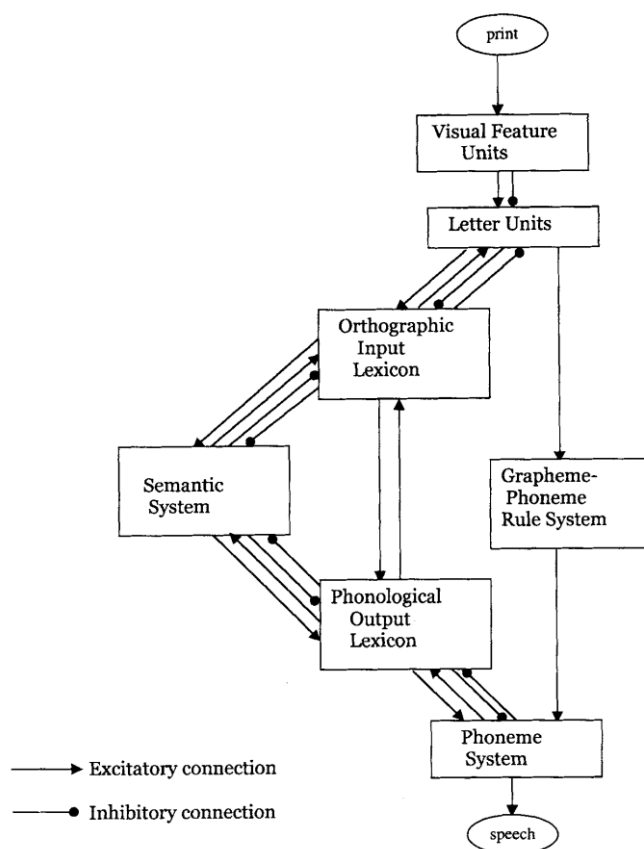 print
Visual Feature
Units
Letter Units
Orthographic
Input
Lexicon
Semantic
System
Grapheme-
Phoneme
Rule System
Phonological
Output
Lexicon
Phoneme
System
Excitatory connection
Inhibitory connection
speech